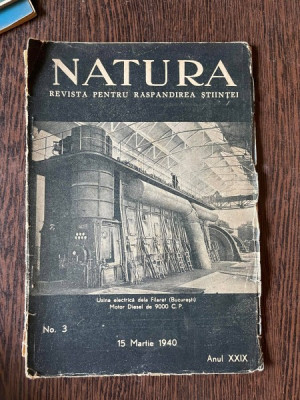 NATURA
REVISTA PENTRU RASPANDIREA ȘTIINȚEI
Uzina electrică dela Filaret (București)
Motor Diesel de 9000 C. P.
No. 3
15 Martie 1940
Anul XXIX